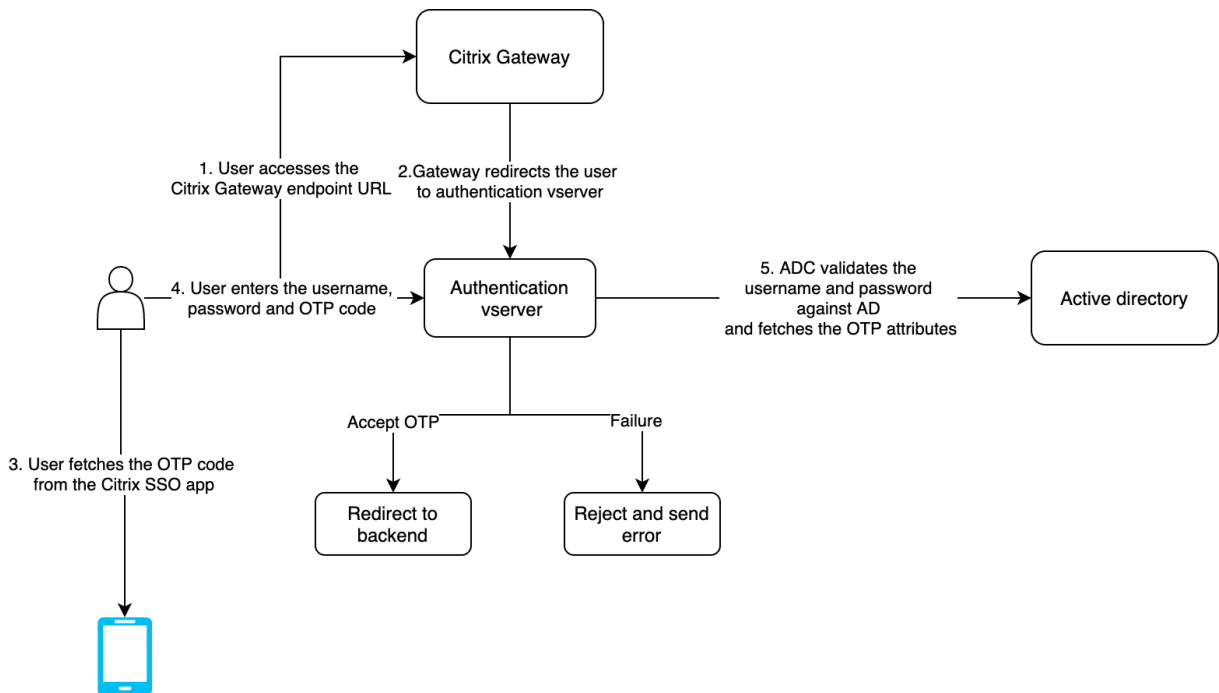 Citrix Gateway
1. User accesses the
Citrix Gateway endpoint URL
2.Gateway redirects the user
to authentication vserver
4. User enters the username,
password and OTP code
Authentication
vserver
5. ADC validates the
username and password
against AD
and fetches the OTP attributes
Active directory
Accept OTP
Failure
3. User fetches the OTP code
from the Citrix SSO app
Redirect to
backend
Reject and send
error